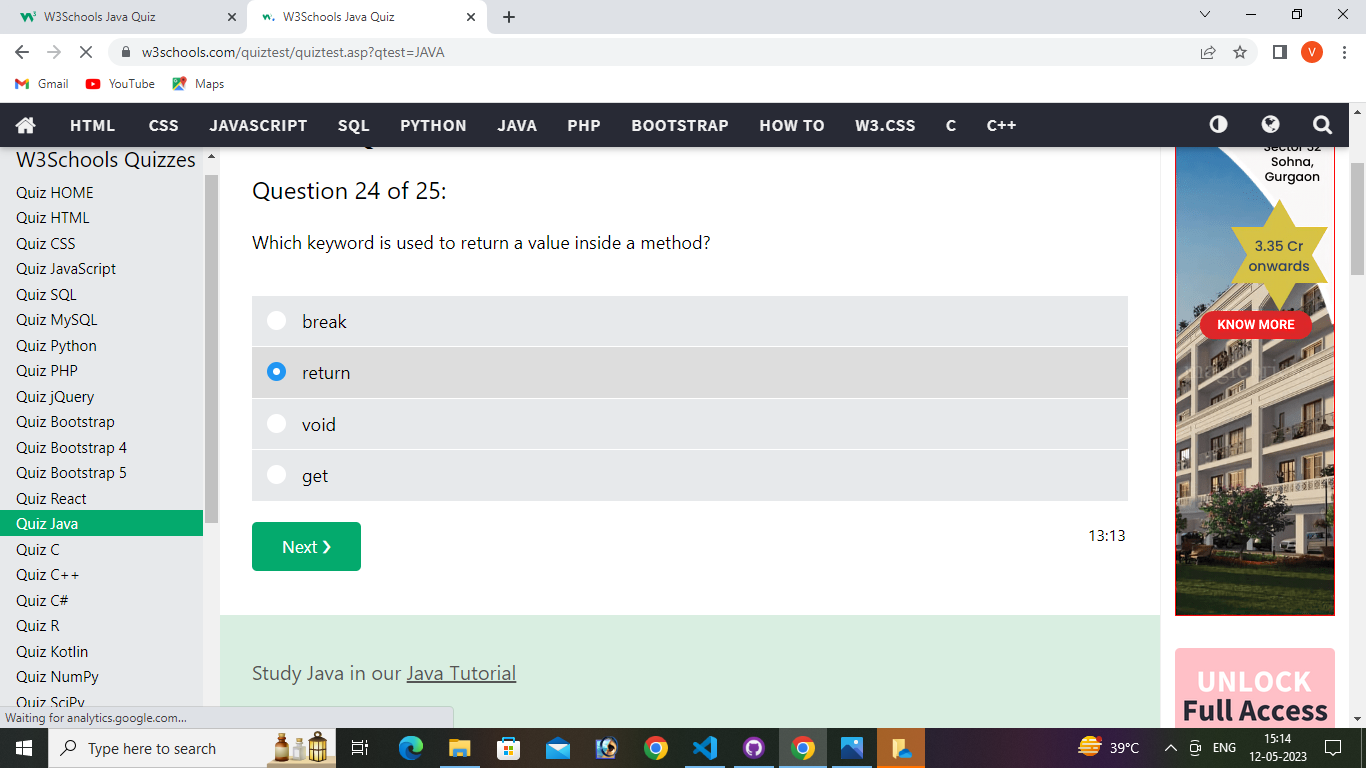 W3Schools Java Quiz
W3Schools Java Quiz
w3schools.com/quiztest/quiztest.asp?qtest=JAVA
V
Gmail
YouTube
Maps
HTML CSS JAVASCRIPT SQL PYTHON JAVA PHP BOOTSTRAP HOW TO W3.CSS C C++
W3Schools Quizzes
Quiz HOME
Quiz HTML
Quiz CSS
Quiz JavaScript
Quiz SQL
Quiz MySQL
Quiz Python
Quiz PHP
Quiz jQuery
Quiz Bootstrap
Quiz Bootstrap 4
Quiz Bootstrap 5
Quiz React
Quiz Java
Quiz C
Quiz C++
Quiz C#
Quiz R
Quiz Kotlin
Quiz NumPy
Quiz SciPy
Question 24 of 25:
Which keyword is used to return a value inside a method?
break
return
void
get
Next ❯
13:13
Study Java in our Java Tutorial
Sector 32
Sohna,
Gurgaon
3.35 Cr
onwards
KNOW MORE
UNLOCK
Full Access
Waiting for analytics.google.com...
Type here to search
39°C
ENG
15:14
12-05-2023